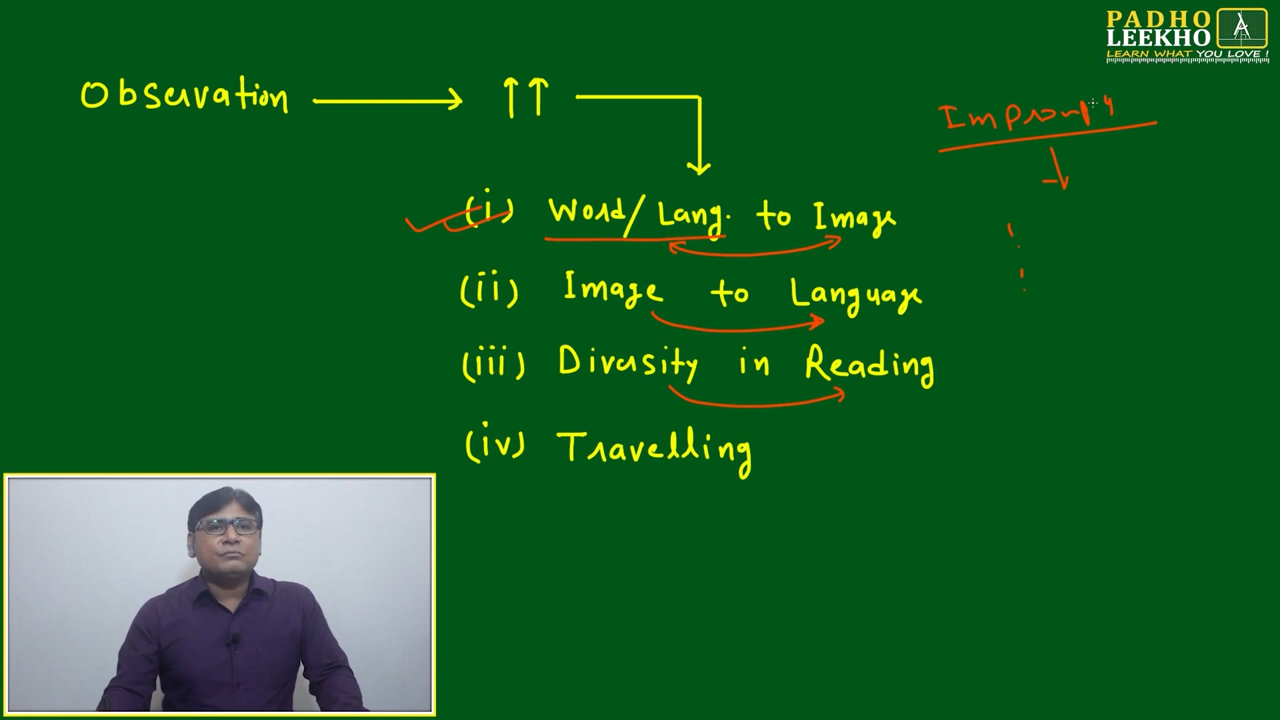 PADHO
LEEKHO
LEARN WHAT YOU LOVE !
Observation → ↑↑
(i) Word/Lang. to Image
(ii) Image to Language
(iii) Diversity in Reading
(iv) Travelling